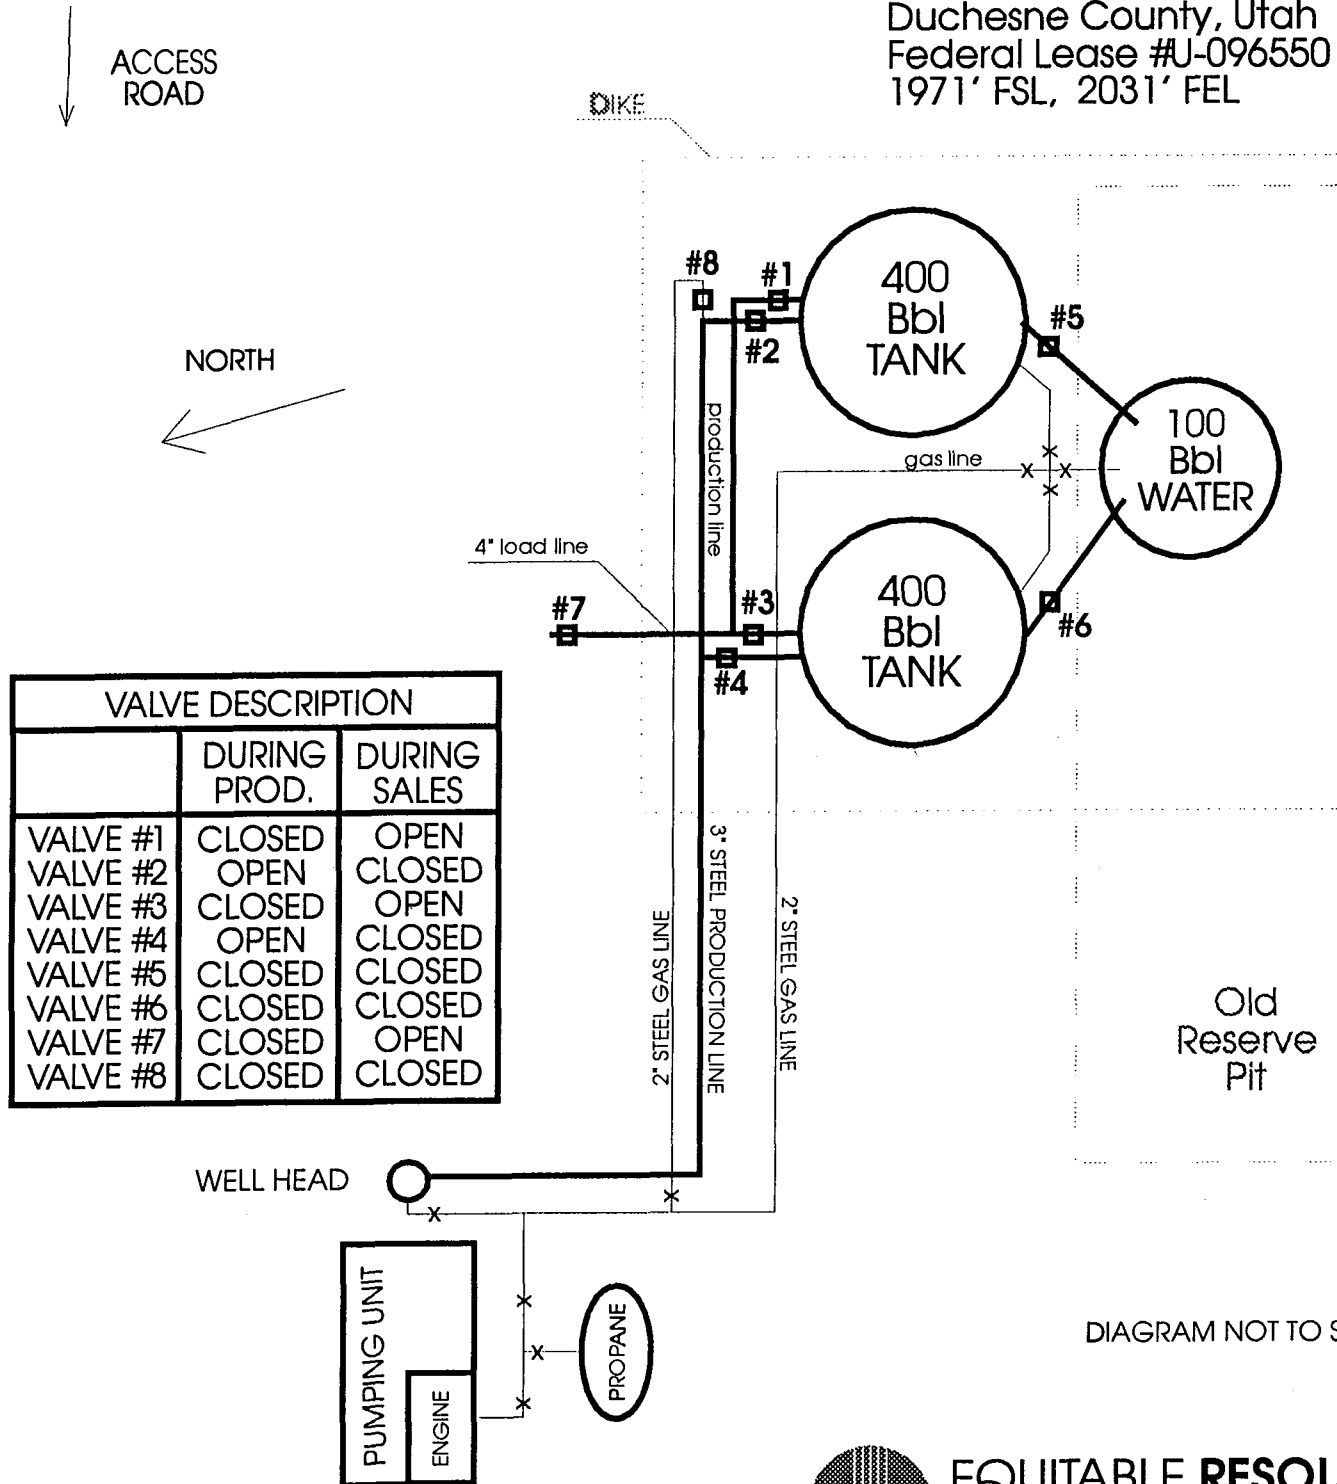 Duchesne County, Utah
Federal Lease #U-096550
1971' FSL, 2031' FEL
ACCESS
ROAD
DIKE
#8
#1
400
Bbl
TANK
#2
#5
NORTH
production line
gas line
100
Bbl
WATER
4" load line
#7
#3
400
Bbl
TANK
#6
#4
VALVE DESCRIPTION
DURING
PROD.
DURING
SALES
VALVE #1 CLOSED OPEN
VALVE #2 OPEN CLOSED
VALVE #3 CLOSED OPEN
VALVE #4 OPEN CLOSED
VALVE #5 CLOSED CLOSED
VALVE #6 CLOSED CLOSED
VALVE #7 CLOSED OPEN
VALVE #8 CLOSED CLOSED
2" STEEL GAS LINE
3" STEEL PRODUCTION LINE
2" STEEL GAS LINE
Old
Reserve
Pit
WELL HEAD
PUMPING UNIT
ENGINE
PROPANE
DIAGRAM NOT TO
EQUITABLE